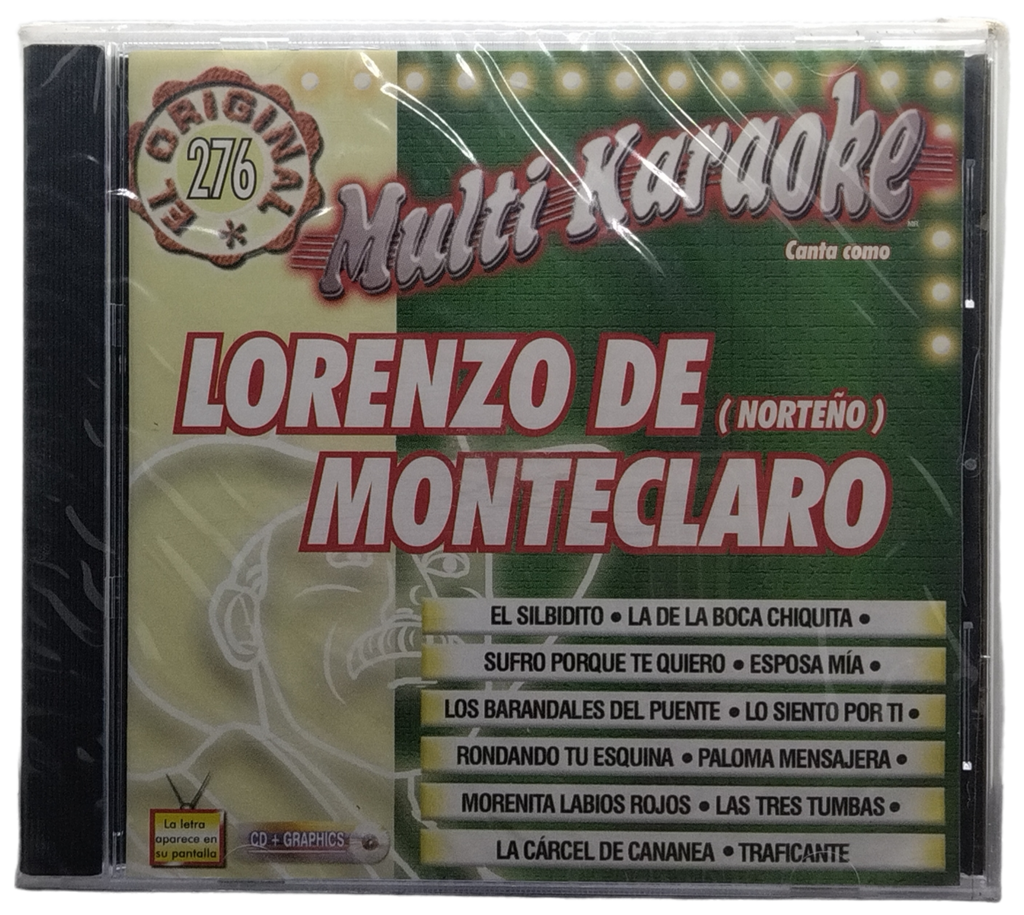 EL ORIGINAL *
276
Multi Karaoke
Canta como
LORENZO DE
( NORTEÑO )
MONTECLARO
EL SILBIDITO • LA DE LA BOCA CHIQUITA •
SUFRO PORQUE TE QUIERO • ESPOSA MÍA •
LOS BARANDALES DEL PUENTE • LO SIENTO POR TI •
RONDANDO TU ESQUINA • PALOMA MENSAJERA •
MORENITA LABIOS ROJOS • LAS TRES TUMBAS •
LA CÁRCEL DE CANANEA • TRAFICANTE
La letra
aparece en
su pantalla
CD + GRAPHICS